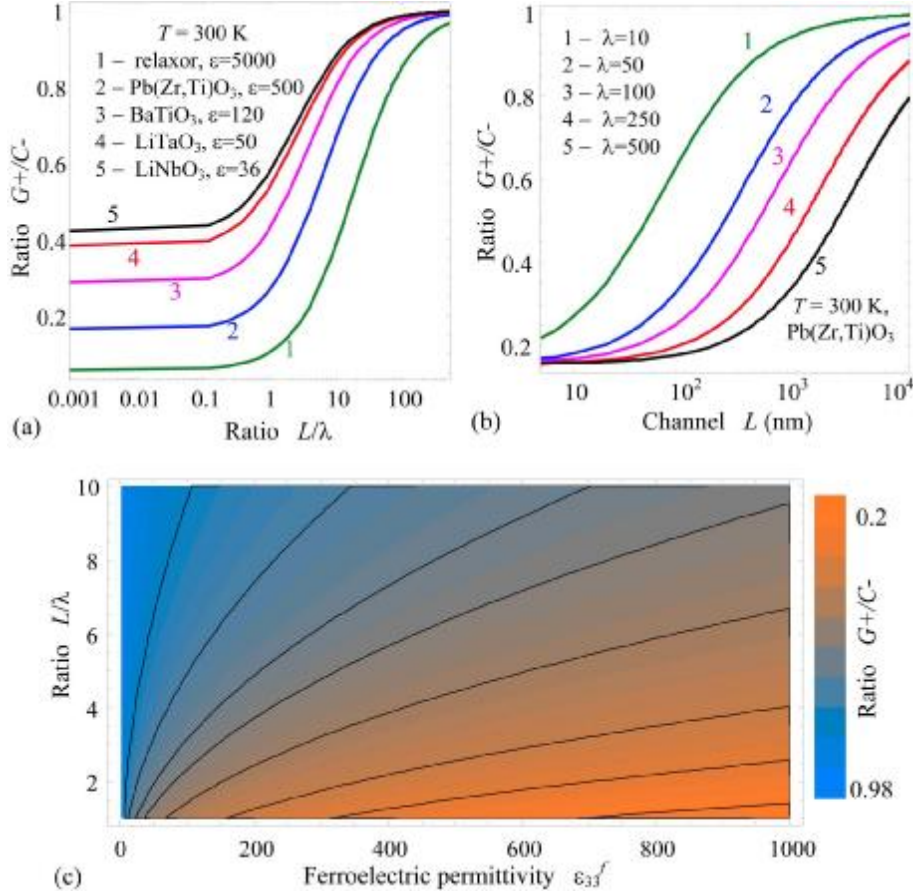 T = 300 K
1 – relaxor, ε=5000
2 – Pb(Zr,Ti)O3, ε=500
3 – BaTiO3, ε=120
4 – LiTaO3, ε=50
5 – LiNbO3, ε=36
Ratio G+/C-
1
0.8
0.6
0.4
0.2
5
4
3
2
1
0.001 0.01 0.1 1 10 100
(a) Ratio L/λ
1 – λ=10
2 – λ=50
3 – λ=100
4 – λ=250
5 – λ=500
Ratio G+/C-
1
0.8
0.6
0.4
0.2
1
2
3
4
5
T = 300 K,
Pb(Zr,Ti)O3
10 10² 10³ 10⁴
(b) Channel L (nm)
Ratio L/λ
10
8
6
4
2
0 200 400 600 800 1000
(c) Ferroelectric permittivity ε33f
0.2
Ratio G+/C-
0.98